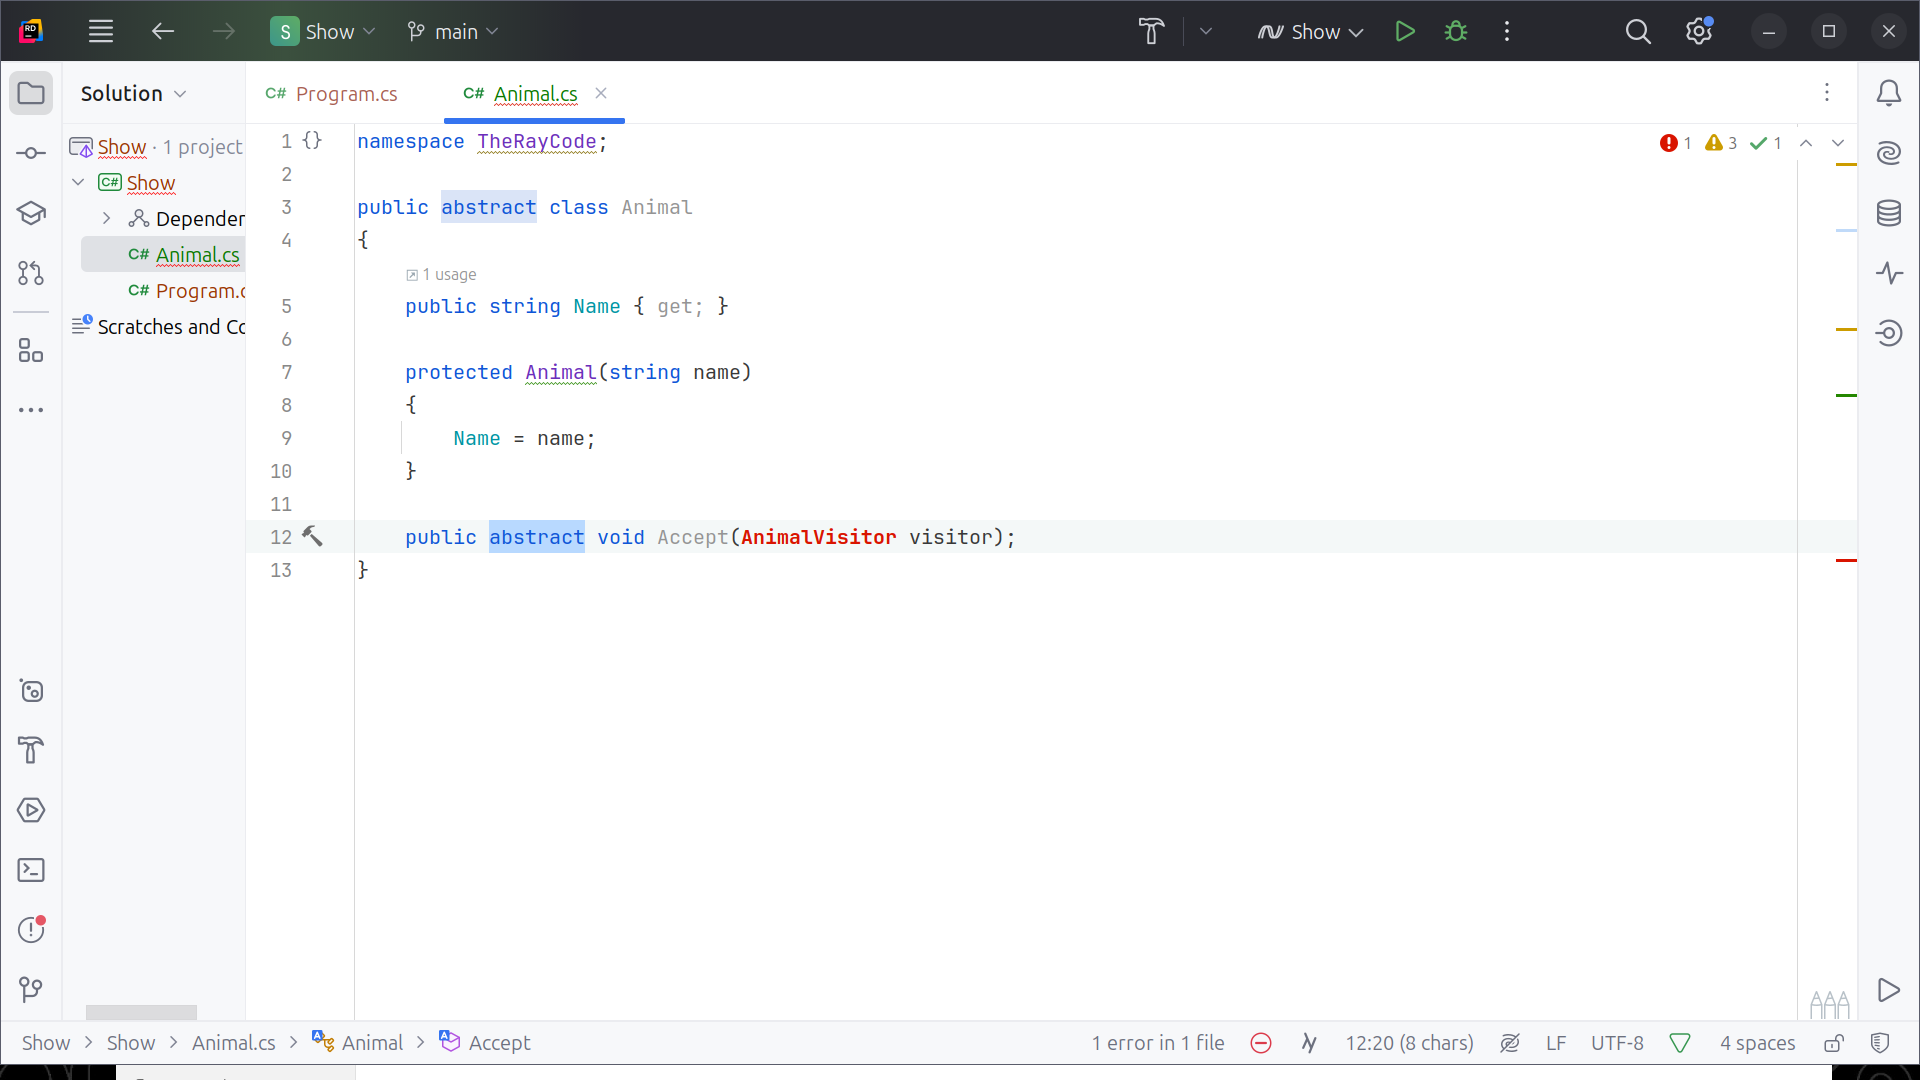 RD
S Show
main
Show
Solution
C# Program.cs
C# Animal.cs
Show · 1 project
C# Show
Depender
C# Animal.cs
C# Program.c
Scratches and Co
1 {} namespace TheRayCode;
2
3 public abstract class Animal
4 {
1 usage
5 public string Name { get; }
6
7 protected Animal(string name)
8 {
9 Name = name;
10 }
11
12 public abstract void Accept(AnimalVisitor visitor);
13 }
1 3 1
Show > Show > Animal.cs > Animal > Accept
1 error in 1 file
12:20 (8 chars)
LF
UTF-8
4 spaces